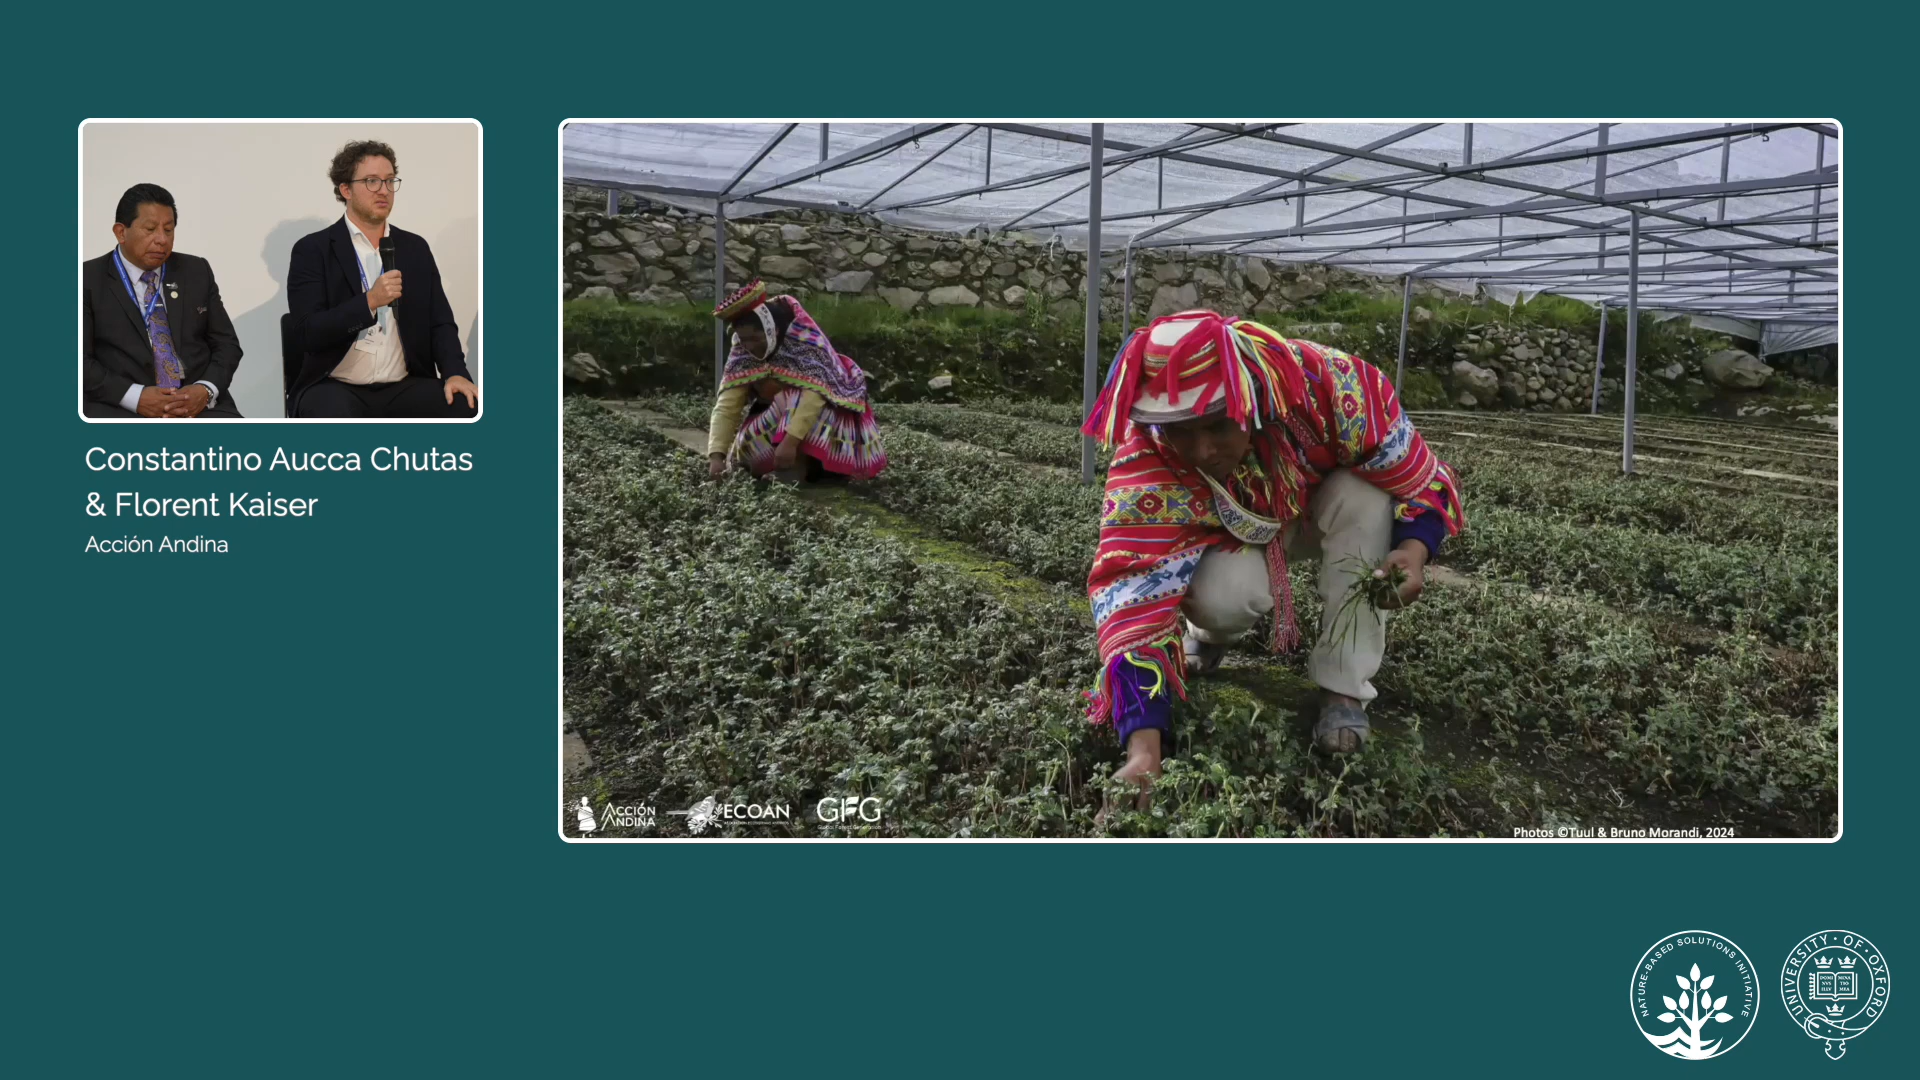 Constantino Aucca Chutas
& Florent Kaiser
Acción Andina
ACCIÓN
ANDINA
ECOAN
GFG
Photos ©Tuul & Bruno Morandi, 2024
NATURE-BASED SOLUTIONS INITIATIVE
UNIVERSITY · OF · OXFORD